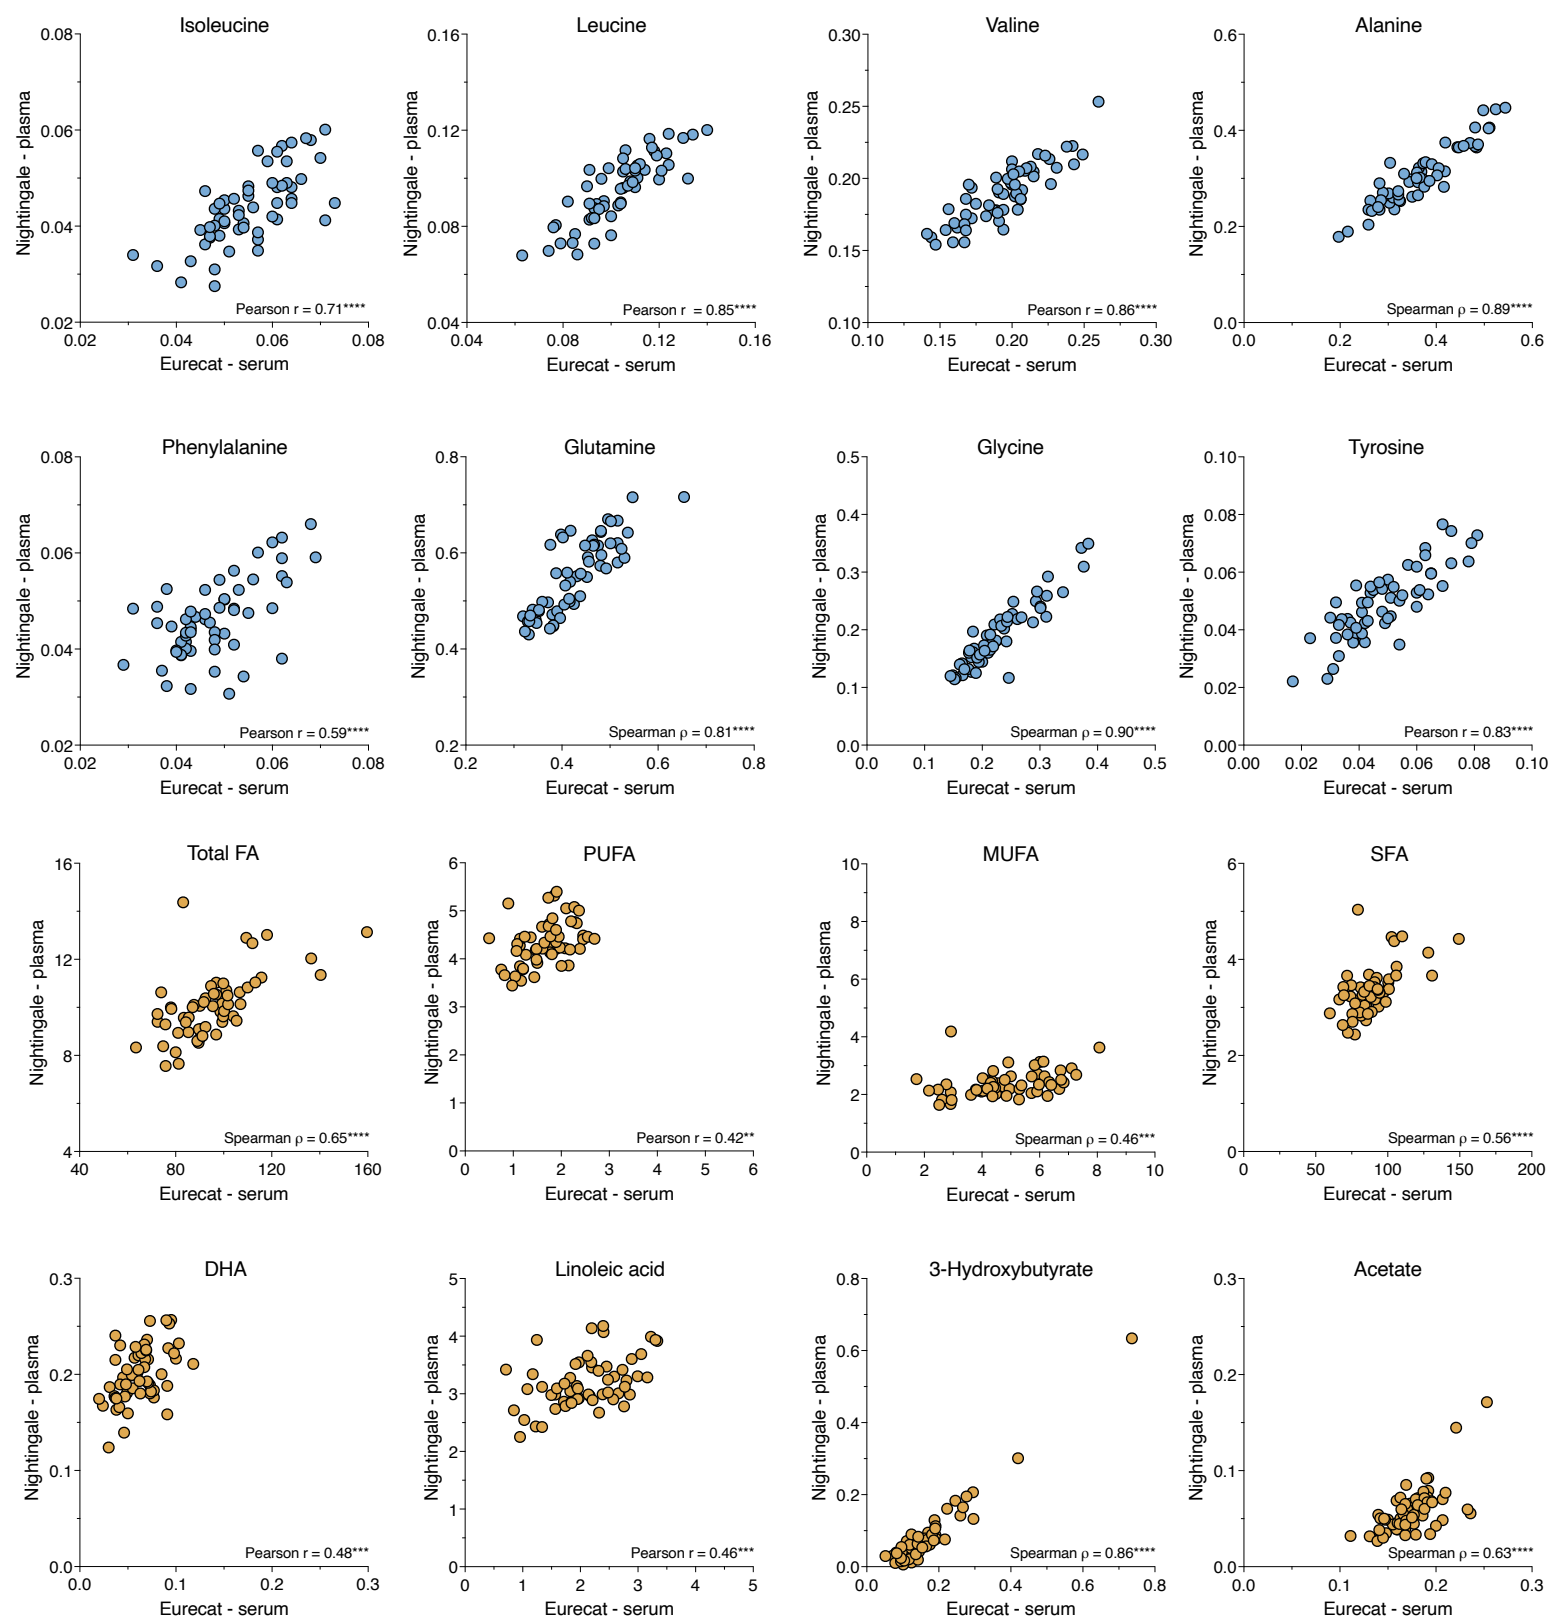 Isoleucine
Nightingale - plasma
0.08
0.06
0.04
0.02
Pearson r = 0.71****
0.02 0.04 0.06 0.08
Eurecat - serum
Leucine
Nightingale - plasma
0.16
0.12
0.08
0.04
Pearson r = 0.85****
0.04 0.08 0.12 0.16
Eurecat - serum
Valine
Nightingale - plasma
0.30
0.25
0.20
0.15
0.10
Pearson r = 0.86****
0.10 0.15 0.20 0.25 0.30
Eurecat - serum
Alanine
Nightingale - plasma
0.6
0.4
0.2
0.0
Spearman ρ = 0.89****
0.0 0.2 0.4 0.6
Eurecat - serum
Phenylalanine
Nightingale - plasma
0.08
0.06
0.04
0.02
Pearson r = 0.59****
0.02 0.04 0.06 0.08
Eurecat - serum
Glutamine
Nightingale - plasma
0.8
0.6
0.4
0.2
Spearman ρ = 0.81****
0.2 0.4 0.6 0.8
Eurecat - serum
Glycine
Nightingale - plasma
0.5
0.4
0.3
0.2
0.1
0.0
Spearman ρ = 0.90****
0.0 0.1 0.2 0.3 0.4 0.5
Eurecat - serum
Tyrosine
Nightingale - plasma
0.10
0.08
0.06
0.04
0.02
0.00
Pearson r = 0.83****
0.00 0.02 0.04 0.06 0.08 0.10
Eurecat - serum
Total FA
Nightingale - plasma
16
12
8
4
Spearman ρ = 0.65****
40 80 120 160
Eurecat - serum
PUFA
Nightingale - plasma
6
5
4
3
2
1
0
Pearson r = 0.42**
0 1 2 3 4 5 6
Eurecat - serum
MUFA
Nightingale - plasma
10
8
6
4
2
0
Spearman ρ = 0.46***
0 2 4 6 8 10
Eurecat - serum
SFA
Nightingale - plasma
6
4
2
0
Spearman ρ = 0.56****
0 50 100 150 200
Eurecat - serum
DHA
Nightingale - plasma
0.3
0.2
0.1
0.0
Pearson r = 0.48***
0.0 0.1 0.2 0.3
Eurecat - serum
Linoleic acid
Nightingale - plasma
5
4
3
2
1
0
Pearson r = 0.46***
0 1 2 3 4 5
Eurecat - serum
3-Hydroxybutyrate
Nightingale - plasma
0.8
0.6
0.4
0.2
0.0
Spearman ρ = 0.86****
0.0 0.2 0.4 0.6 0.8
Eurecat - serum
Acetate
Nightingale - plasma
0.3
0.2
0.1
0.0
Spearman ρ = 0.63****
0.0 0.1 0.2 0.3
Eurecat - serum